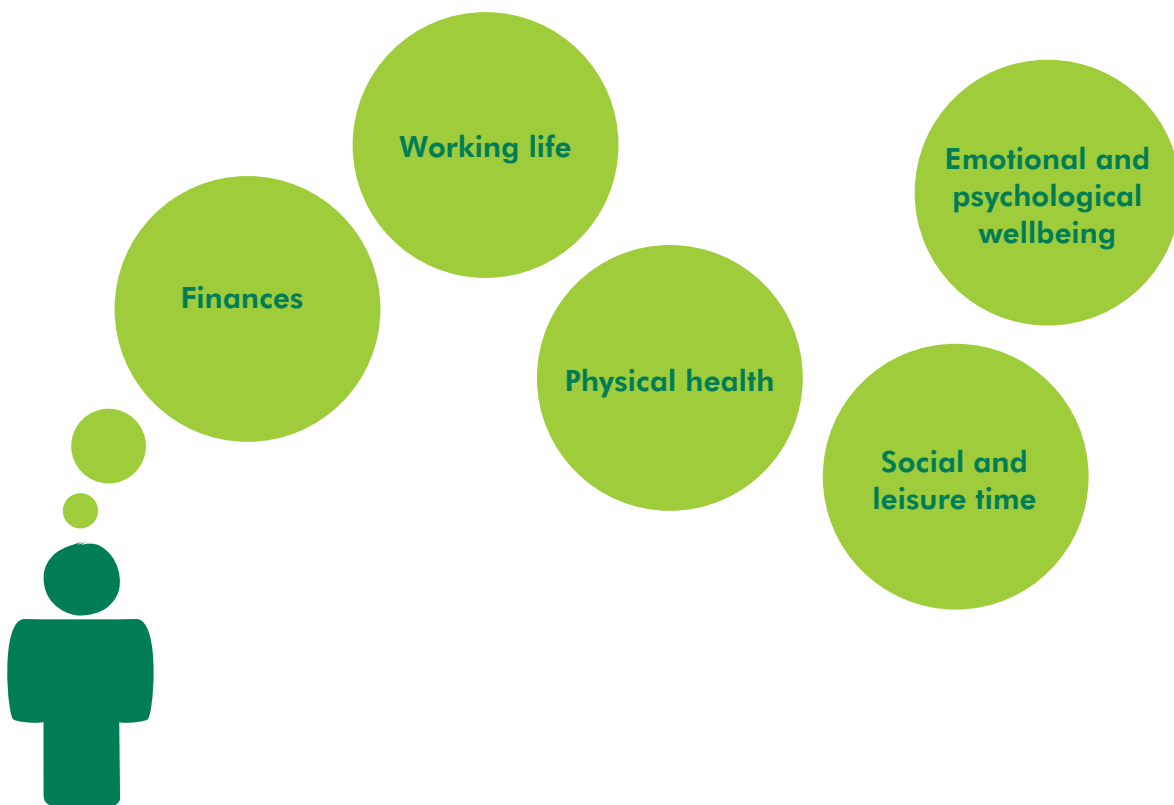 Working life
Emotional and
psychological
wellbeing
Finances
Physical health
Social and
leisure time